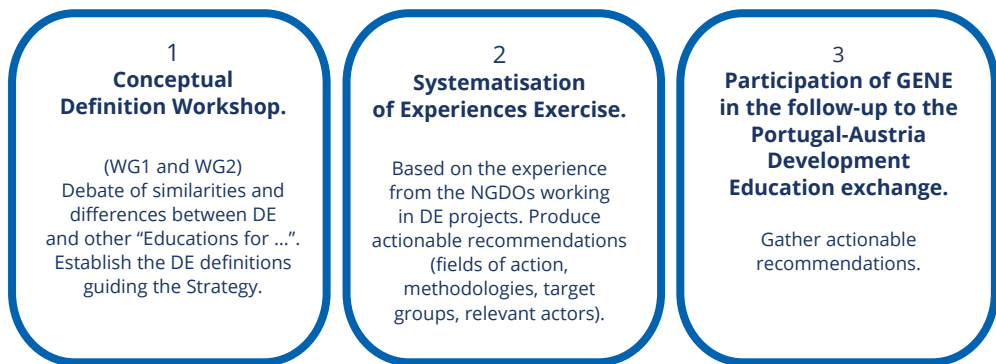 1
Conceptual
Definition Workshop.
(WG1 and WG2)
Debate of similarities and
differences between DE
and other “Educations for ...”.
Establish the DE definitions
guiding the Strategy.
2
Systematisation
of Experiences Exercise.
Based on the experience
from the NGDOs working
in DE projects. Produce
actionable recommendations
(fields of action,
methodologies, target
groups, relevant actors).
3
Participation of GENE
in the follow-up to the
Portugal-Austria
Development
Education exchange.
Gather actionable
recommendations.